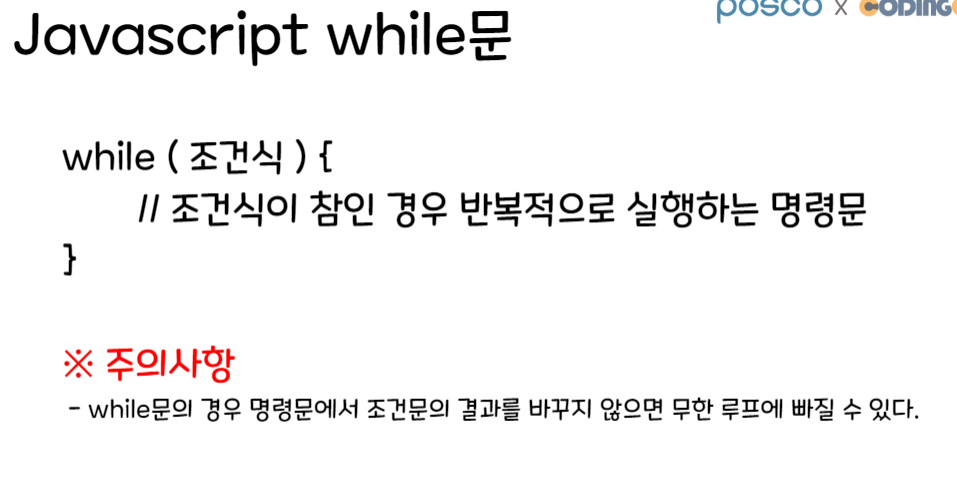 posco x CODING
Javascript while문
while ( 조건식 ) {
// 조건식이 참인 경우 반복적으로 실행하는 명령문
}
※ 주의사항
- while문의 경우 명령문에서 조건문의 결과를 바꾸지 않으면 무한 루프에 빠질 수 있다.